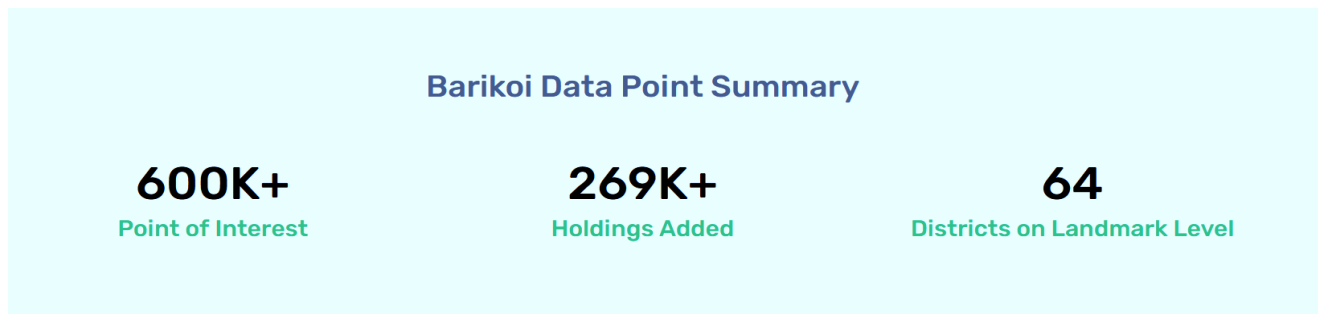 Barikoi Data Point Summary
600K+
Point of Interest
269K+
Holdings Added
64
Districts on Landmark Level